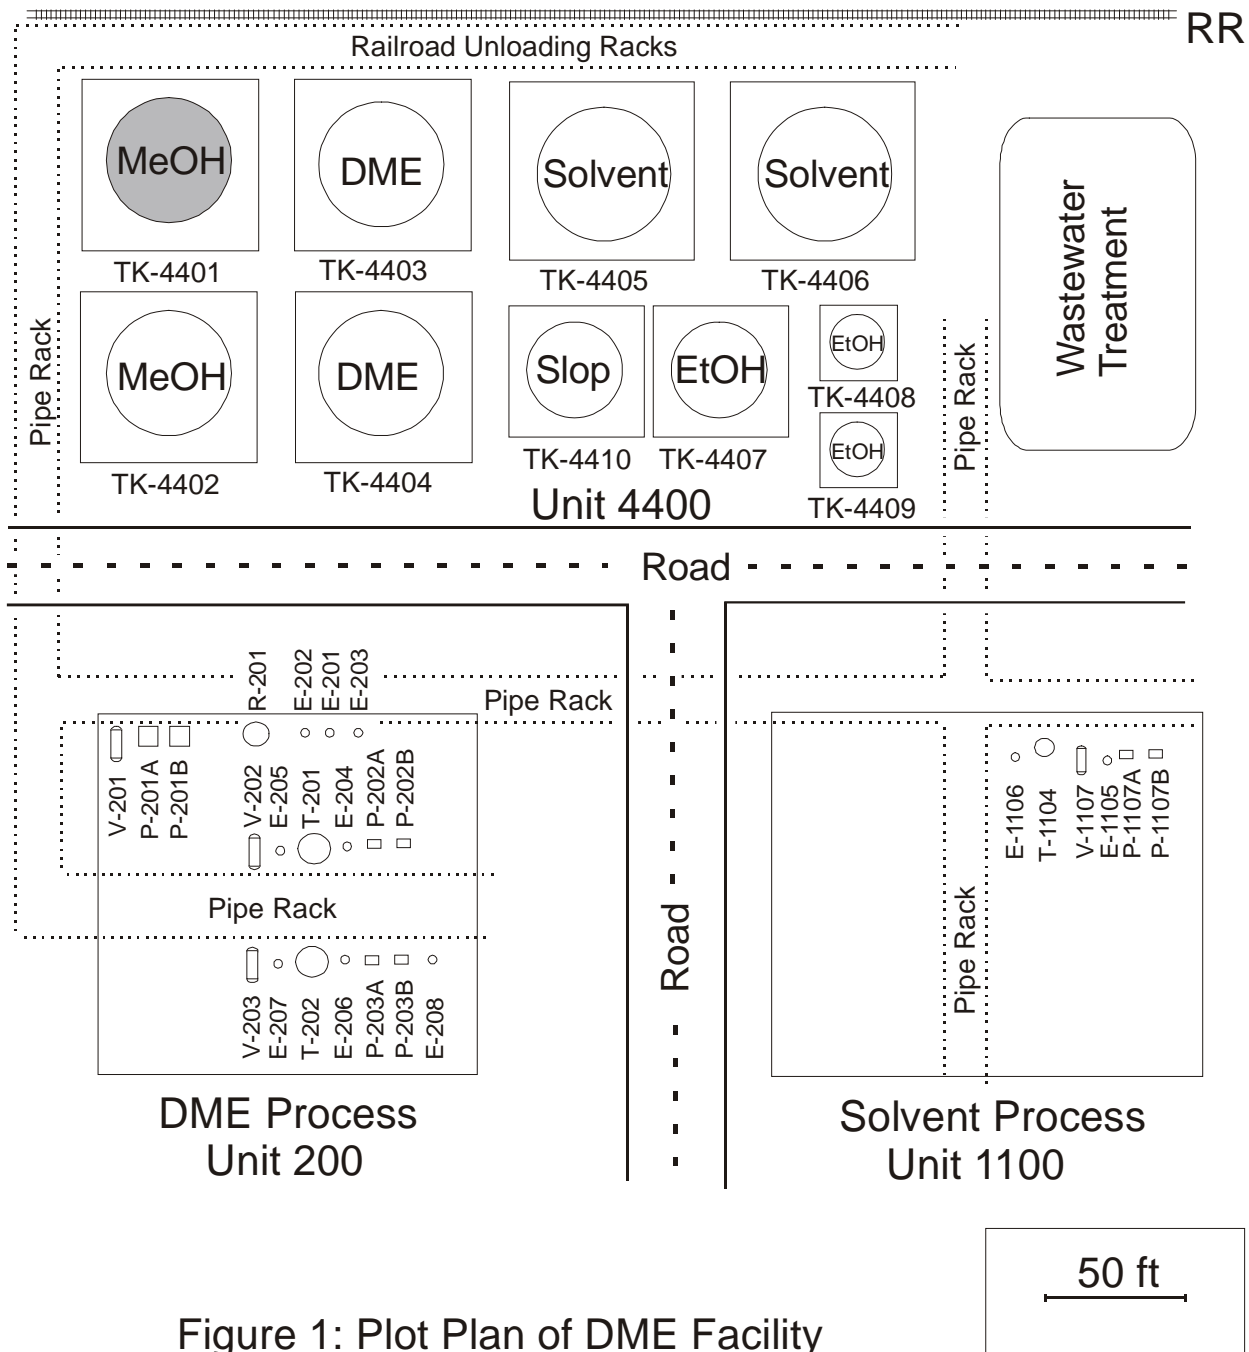 RR
Railroad Unloading Racks
MeOH
DME
Solvent
Solvent
TK-4401
TK-4403
TK-4405
TK-4406
Wastewater
Treatment
Pipe Rack
MeOH
DME
Slop
EtOH
EtOH
TK-4408
EtOH
Pipe Rack
TK-4402
TK-4404
TK-4410
TK-4407
TK-4409
Unit 4400
Road
R-201
E-202
E-201
E-203
Pipe Rack
V-201
P-201A
P-201B
V-202
E-205
T-201
E-204
P-202A
P-202B
E-1106
T-1104
V-1107
E-1105
P-1107A
P-1107B
Pipe Rack
Road
Pipe Rack
V-203
E-207
T-202
E-206
P-203A
P-203B
E-208
DME Process
Unit 200
Solvent Process
Unit 1100
50 ft
Figure 1: Plot Plan of DME Facility